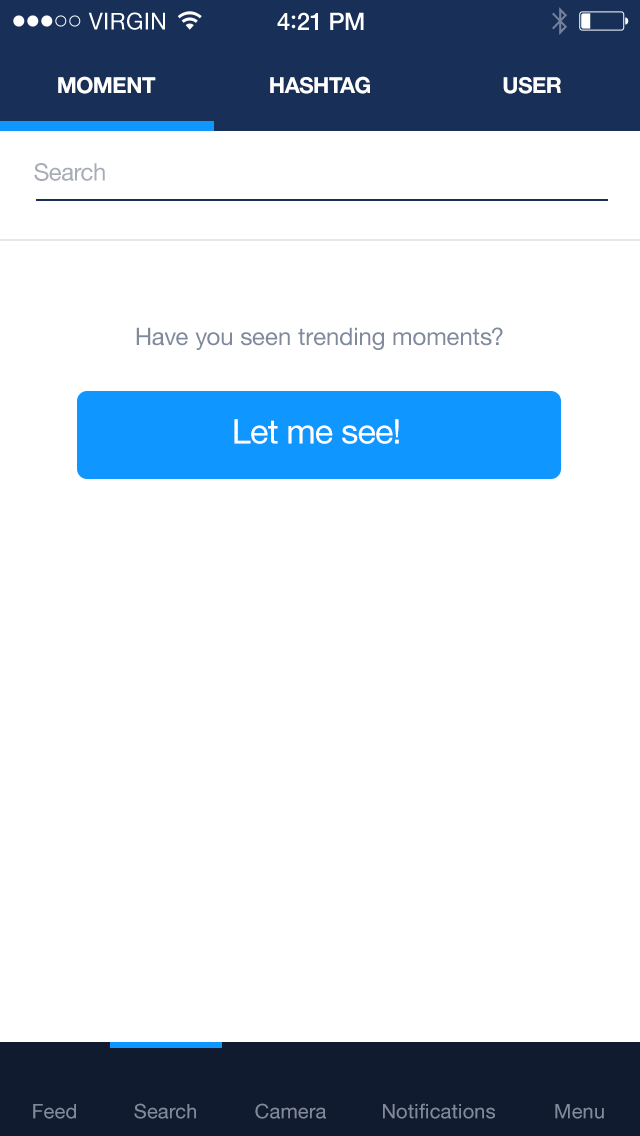 VIRGIN 4:21 PM
MOMENT HASHTAG USER
Search
Have you seen trending moments?
Let me see!
Feed Search Camera Notifications Menu